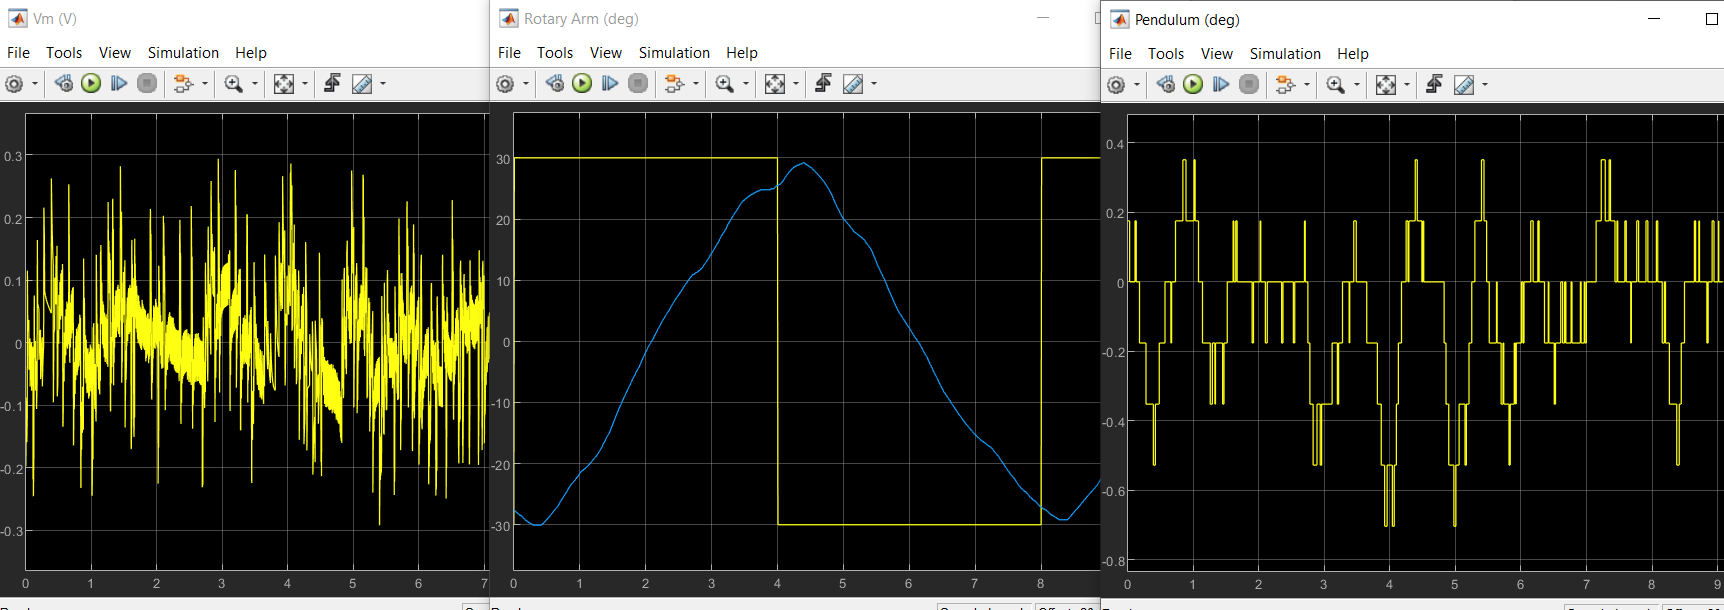 Vm (V)
File Tools View Simulation Help
0.3
0.2
0.1
0
-0.1
-0.2
-0.3
0 1 2 3 4 5 6 7
Rotary Arm (deg)
File Tools View Simulation Help
30
20
10
0
-10
-20
-30
0 1 2 3 4 5 6 8
Pendulum (deg)
File Tools View Simulation Help
0.4
0.2
0
-0.2
-0.4
-0.6
-0.8
0 1 2 3 4 5 6 7 8 9